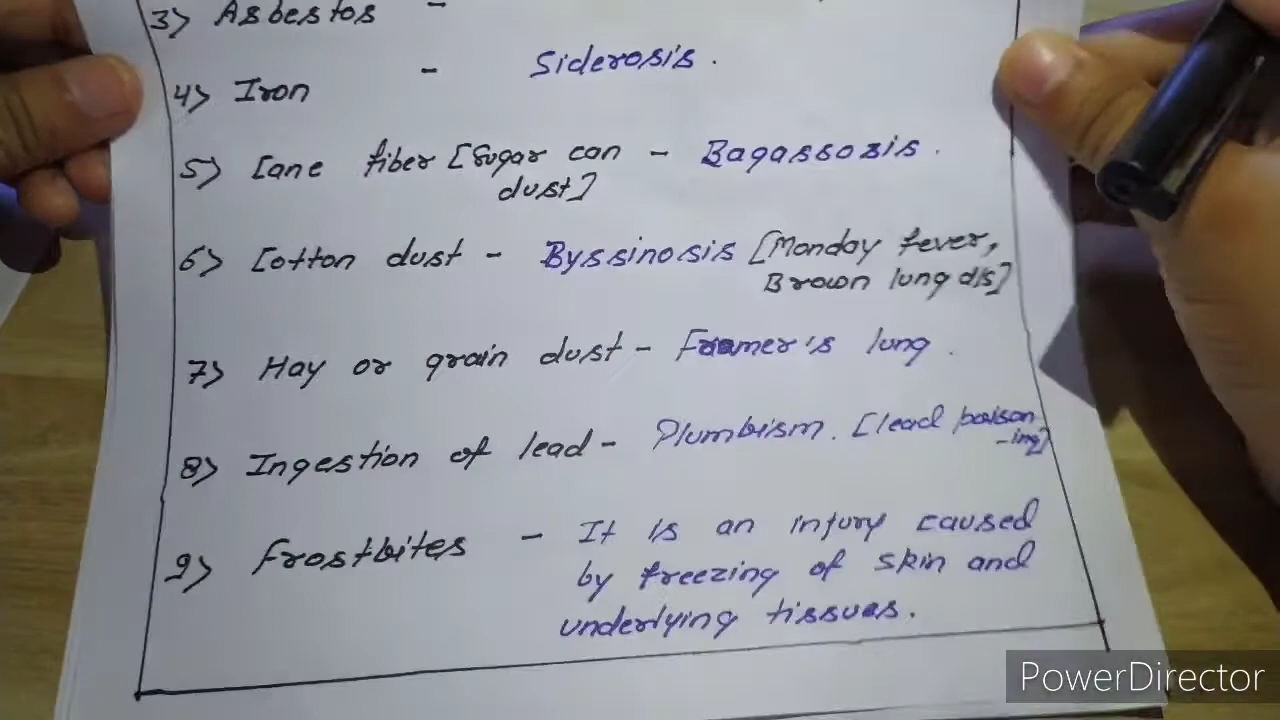 3) Asbestos -
4) Iron - Siderosis.
5) Cane fiber [Sugar can - Bagassosis.
dust]
6) Cotton dust - Byssinosis [Monday fever,
Brown lung d/s]
7) Hay or grain dust - Framer's lung.
8) Ingestion of lead - Plumbism. [lead poison
-ing]
9) Frostbites - It is an injury caused
by freezing of skin and
underlying tissues.
PowerDirector